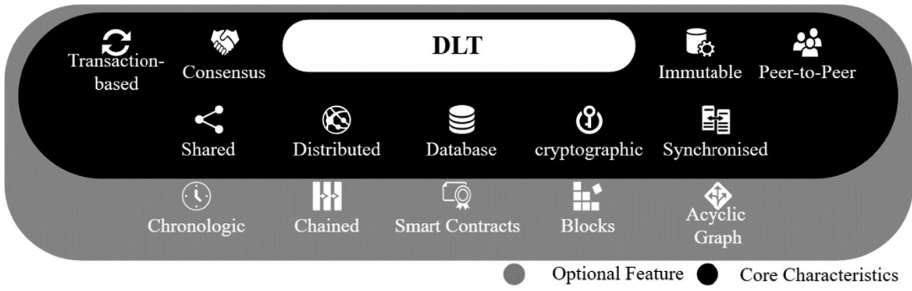 DLT
Transaction-
based
Consensus
Immutable
Peer-to-Peer
Shared
Distributed
Database
cryptographic
Synchronised
Chronologic
Chained
Smart Contracts
Blocks
Acyclic
Graph
Optional Feature
Core Characteristics